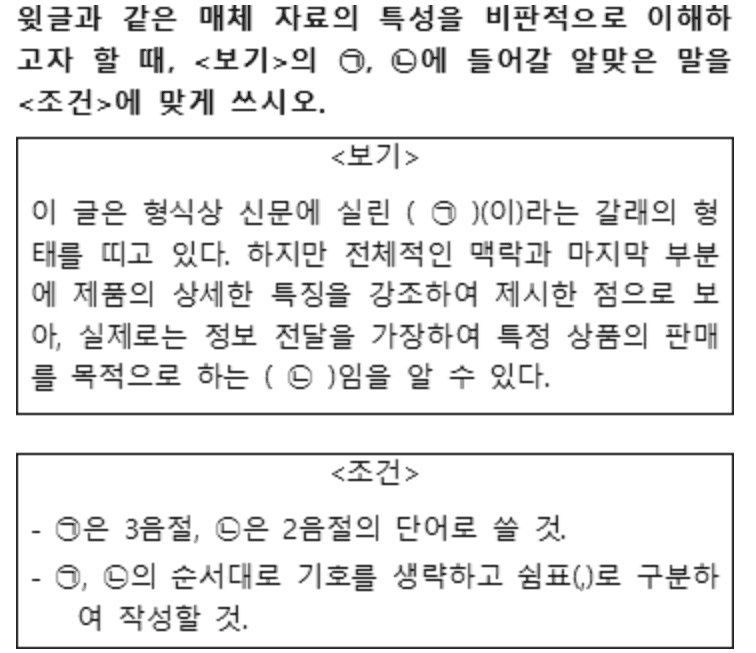 윗글과 같은 매체 자료의 특성을 비판적으로 이해하
고자 할 때, <보기>의 ㉠, ㉡에 들어갈 알맞은 말을
<조건>에 맞게 쓰시오.
<보기>
이 글은 형식상 신문에 실린 ( ㉠ )(이)라는 갈래의 형
태를 띠고 있다. 하지만 전체적인 맥락과 마지막 부분
에 제품의 상세한 특징을 강조하여 제시한 점으로 보
아, 실제로는 정보 전달을 가장하여 특정 상품의 판매
를 목적으로 하는 ( ㉡ )임을 알 수 있다.
<조건>
- ㉠은 3음절, ㉡은 2음절의 단어로 쓸 것.
- ㉠, ㉡의 순서대로 기호를 생략하고 쉼표(,)로 구분하
여 작성할 것.